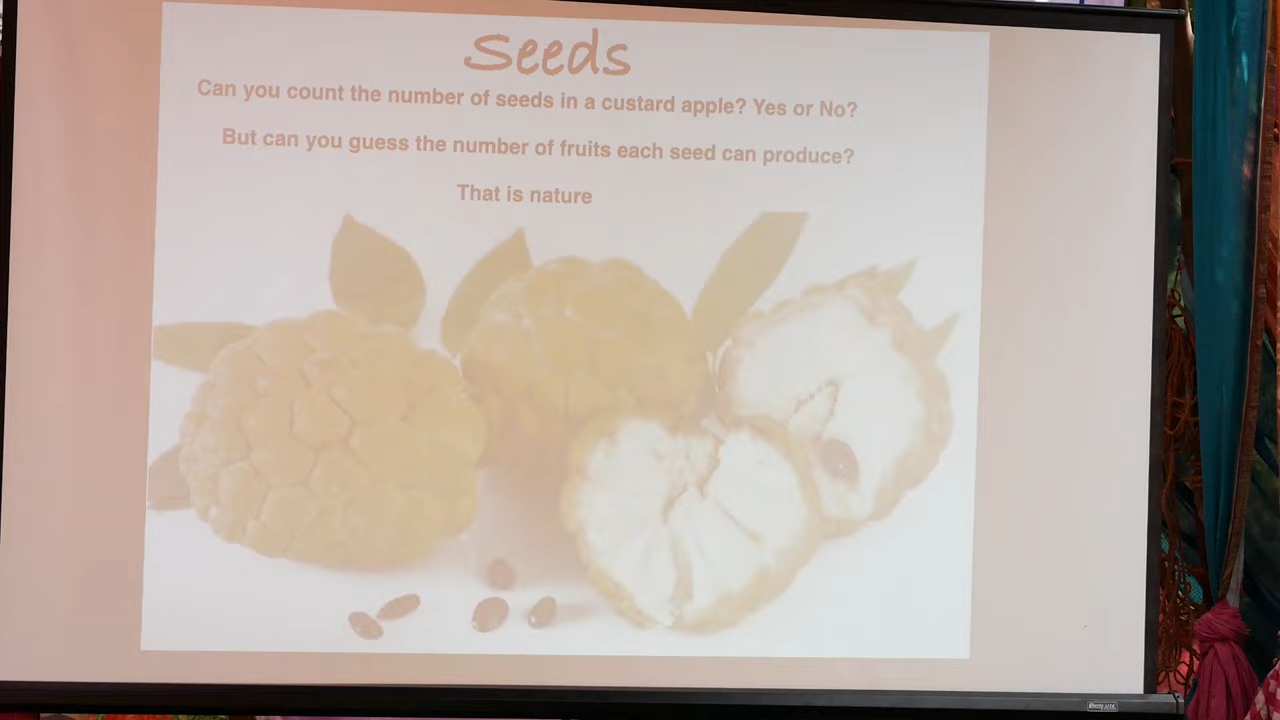 Seeds
Can you count the number of seeds in a custard apple? Yes or No?
But can you guess the number of fruits each seed can produce?
That is nature